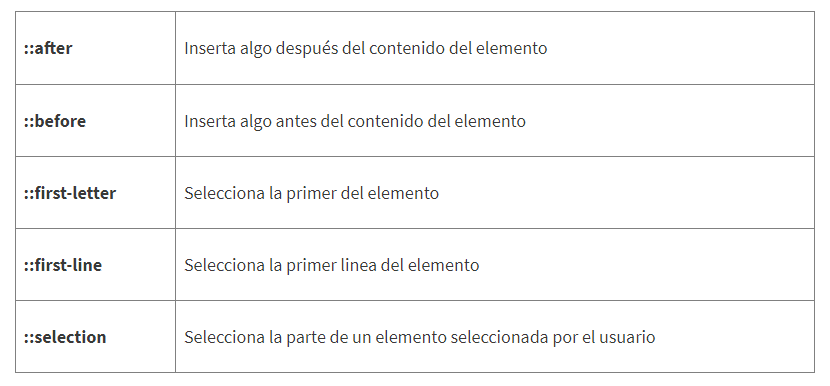 ::after Inserta algo después del contenido del elemento
::before Inserta algo antes del contenido del elemento
::first-letter Selecciona la primer del elemento
::first-line Selecciona la primer linea del elemento
::selection Selecciona la parte de un elemento seleccionada por el usuario